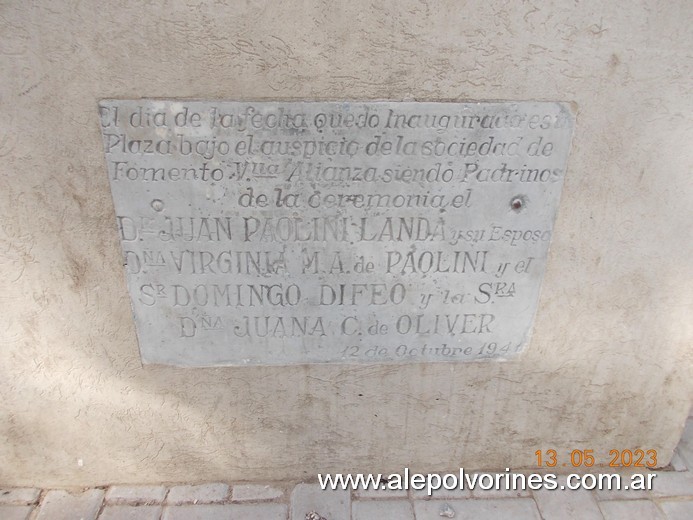 El dia de la fecha quedo Inaugurada esta
Plaza bajo el auspicio de la sociedad de
Fomento V.lla Alianza siendo Padrinos
de la ceremonia el
JUAN PAOLINI LANDA y su Esposa
Dña VIRGINIA M.A. de PAOLINI y el
Sr DOMINGO DIFEO y la SRA
DÑA JUANA C. de OLIVER
12 de Octubre
13.05.2023
www.alepolvorines.com.ar